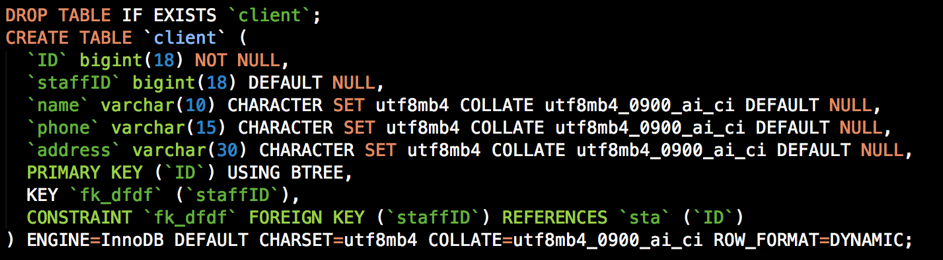 DROP TABLE IF EXISTS `client`;
CREATE TABLE `client` (
  `ID` bigint(18) NOT NULL,
  `staffID` bigint(18) DEFAULT NULL,
  `name` varchar(10) CHARACTER SET utf8mb4 COLLATE utf8mb4_0900_ai_ci DEFAULT NULL,
  `phone` varchar(15) CHARACTER SET utf8mb4 COLLATE utf8mb4_0900_ai_ci DEFAULT NULL,
  `address` varchar(30) CHARACTER SET utf8mb4 COLLATE utf8mb4_0900_ai_ci DEFAULT NULL,
  PRIMARY KEY (`ID`) USING BTREE,
  KEY `fk_dfdf` (`staffID`),
  CONSTRAINT `fk_dfdf` FOREIGN KEY (`staffID`) REFERENCES `sta` (`ID`)
) ENGINE=InnoDB DEFAULT CHARSET=utf8mb4 COLLATE=utf8mb4_0900_ai_ci ROW_FORMAT=DYNAMIC;